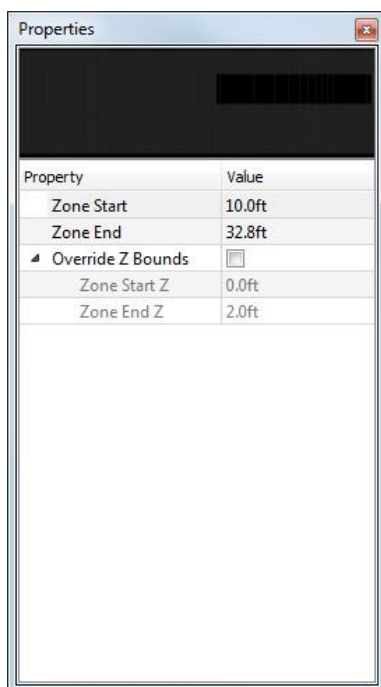 Properties
Property Value
Zone Start 10.0ft
Zone End 32.8ft
Override Z Bounds
Zone Start Z 0.0ft
Zone End Z 2.0ft